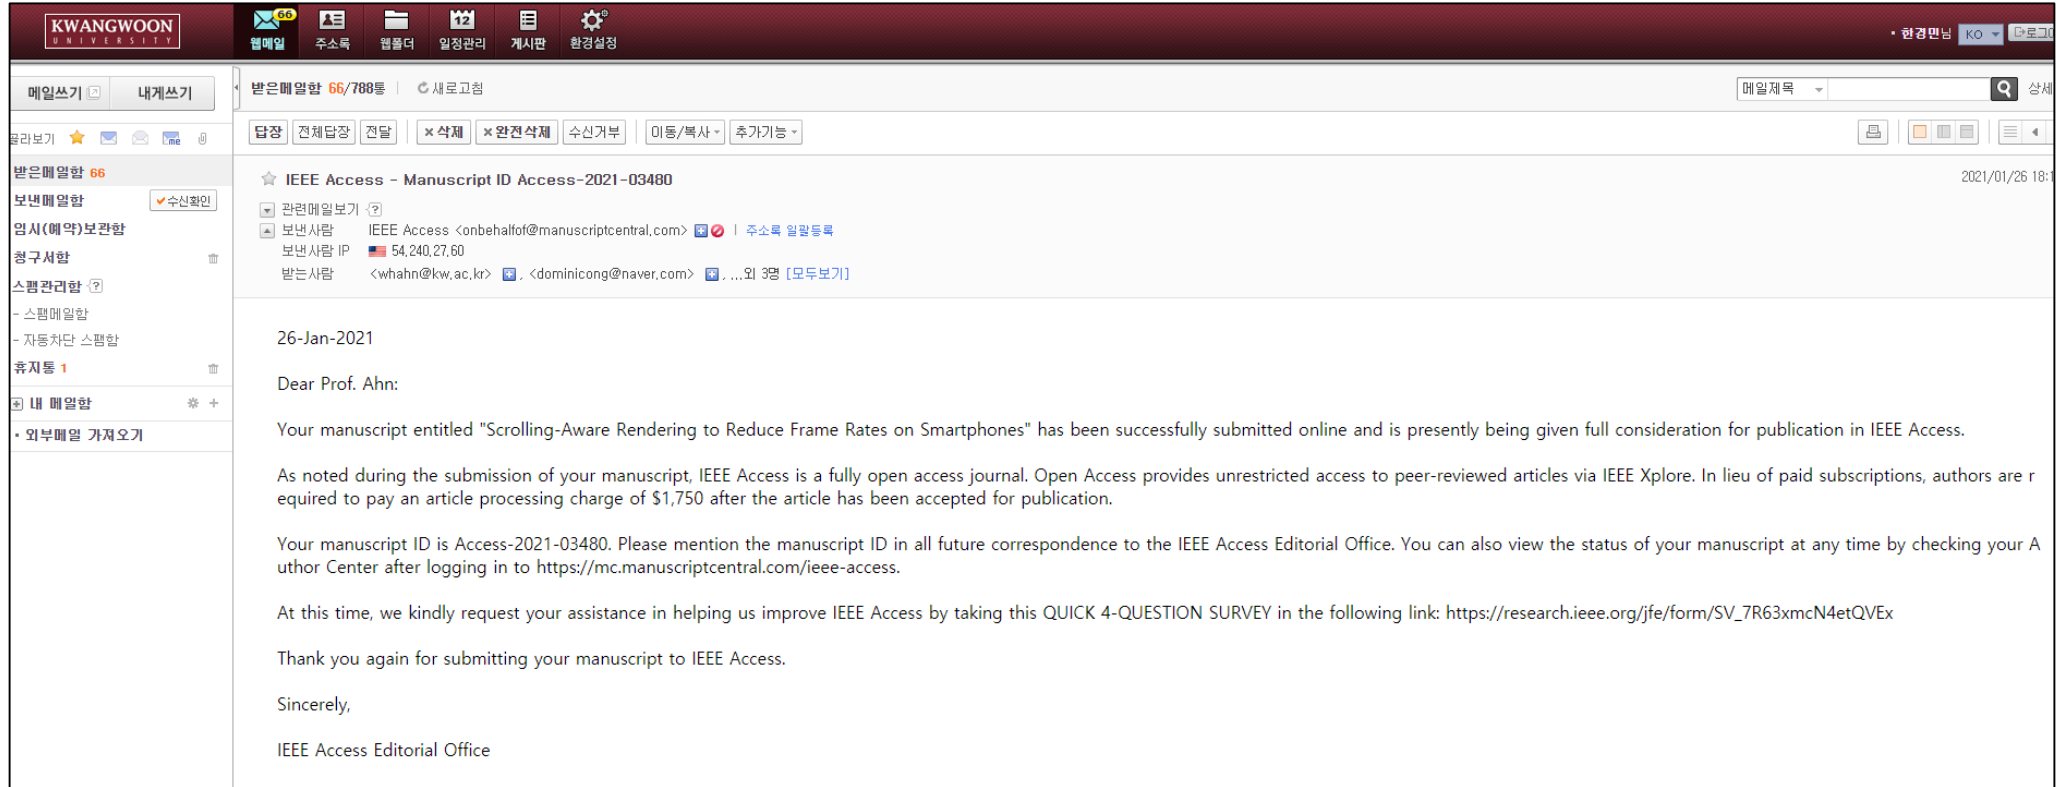 KWANGWOON
UNIVERSITY
66
웹메일 주소록 웹폴더 12 일정관리 게시판 환경설정
한경민님 KO
메일쓰기 내게쓰기
받은메일함 66/788통 새로고침
메일제목
골라보기 me
답장 전체답장 전달 ×삭제 ×완전삭제 수신거부 이동/복사 추가기능
받은메일함 66
보낸메일함 수신확인
임시(예약)보관함
청구서함
스팸관리함 ?
- 스팸메일함
- 자동차단 스팸함
휴지통 1
내 메일함
• 외부메일 가져오기
IEEE Access - Manuscript ID Access-2021-03480
2021/01/26 18:1
관련메일보기 ?
보낸사람 IEEE Access <onbehalfof@manuscriptcentral.com> | 주소록 일괄등록
보낸사람 IP 54.240.27.60
받는사람 <whahn@kw.ac.kr> , <dominicong@naver.com> , ...외 3명 [모두보기]
26-Jan-2021
Dear Prof. Ahn:
Your manuscript entitled "Scrolling-Aware Rendering to Reduce Frame Rates on Smartphones" has been successfully submitted online and is presently being given full consideration for publication in IEEE Access.
As noted during the submission of your manuscript, IEEE Access is a fully open access journal. Open Access provides unrestricted access to peer-reviewed articles via IEEE Xplore. In lieu of paid subscriptions, authors are r
equired to pay an article processing charge of $1,750 after the article has been accepted for publication.
Your manuscript ID is Access-2021-03480. Please mention the manuscript ID in all future correspondence to the IEEE Access Editorial Office. You can also view the status of your manuscript at any time by checking your A
uthor Center after logging in to https://mc.manuscriptcentral.com/ieee-access.
At this time, we kindly request your assistance in helping us improve IEEE Access by taking this QUICK 4-QUESTION SURVEY in the following link: https://research.ieee.org/jfe/form/SV_7R63xmcN4etQVEx
Thank you again for submitting your manuscript to IEEE Access.
Sincerely,
IEEE Access Editorial Office